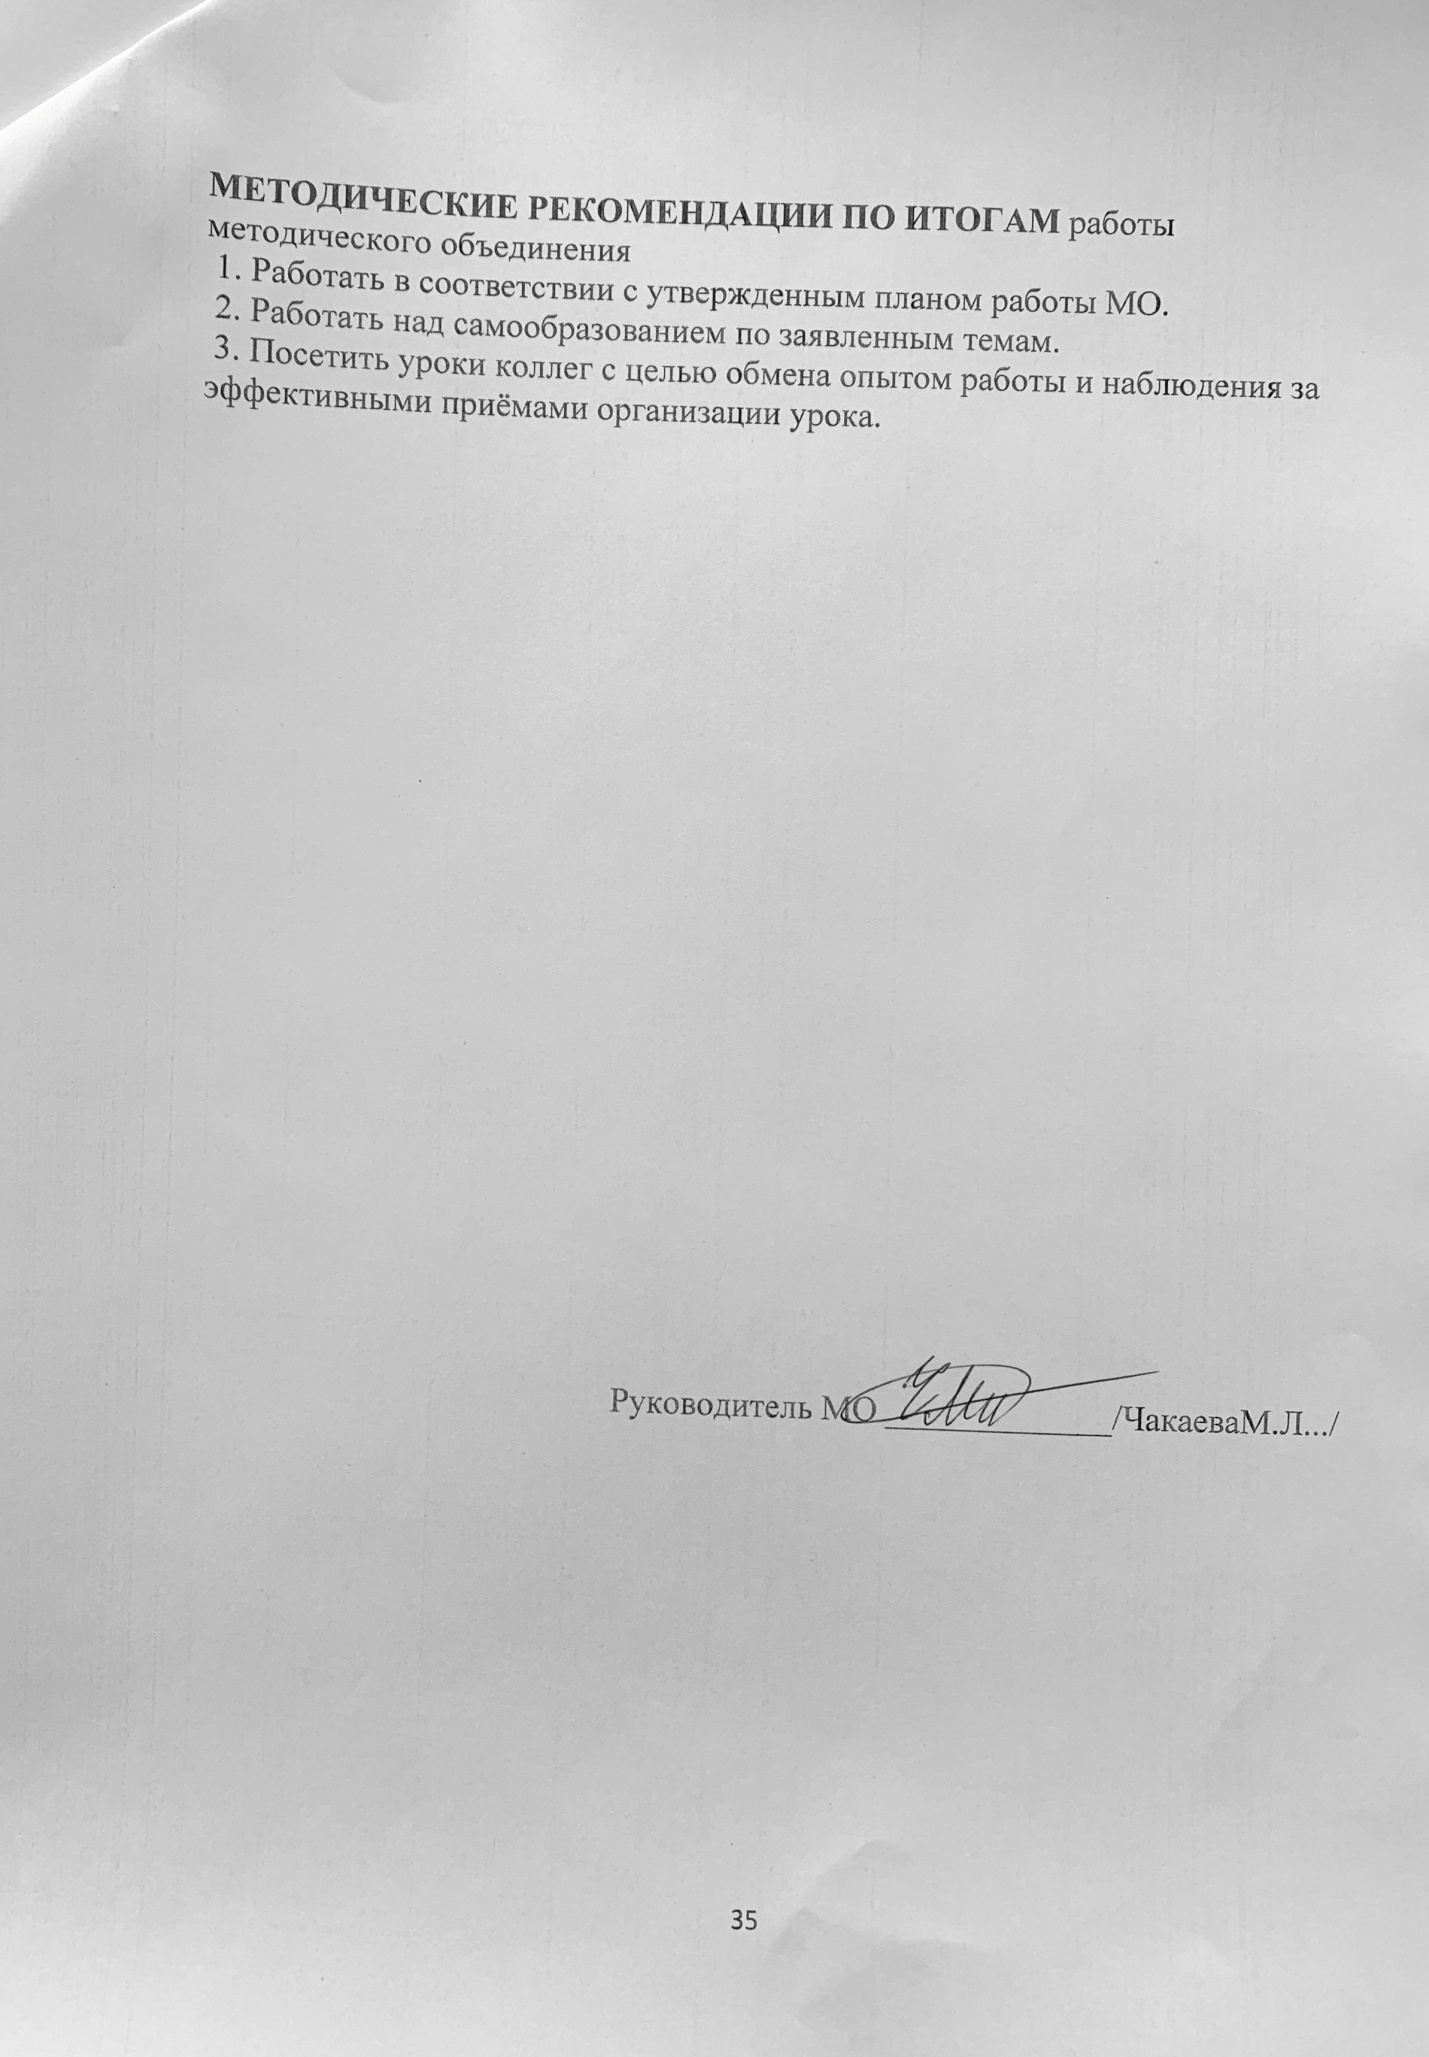 МЕТОДИЧЕСКИЕ РЕКОМЕНДАЦИИ ПО ИТОГАМ работы
методического объединения
1. Работать в соответствии с утвержденным планом работы МО.
2. Работать над самообразованием по заявленным темам.
3. Посетить уроки коллег с целью обмена опытом работы и наблюдения за
эффективными приёмами организации урока.
Руководитель МО ______________/ЧакаеваМ.Л.../
35